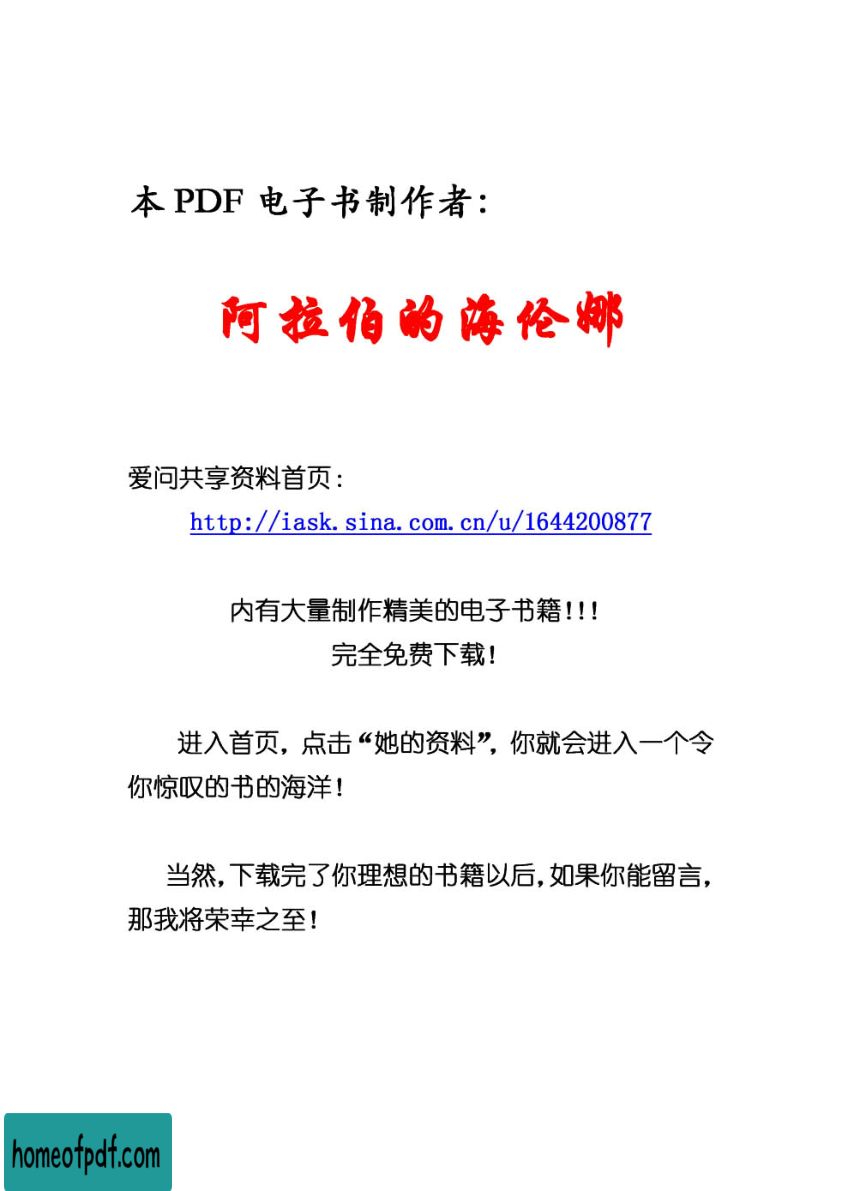 本 PDF 电子书制作者：
阿拉伯的海伦娜
爱问共享资料首页：
http://iask.sina.com.cn/u/1644200877
内有大量制作精美的电子书籍！！！
完全免费下载！
进入首页，点击“她的资料”，你就会进入一个令
你惊叹的书的海洋！
当然，下载完了你理想的书籍以后，如果你能留言，
那我将荣幸之至！
homeofpdf.com